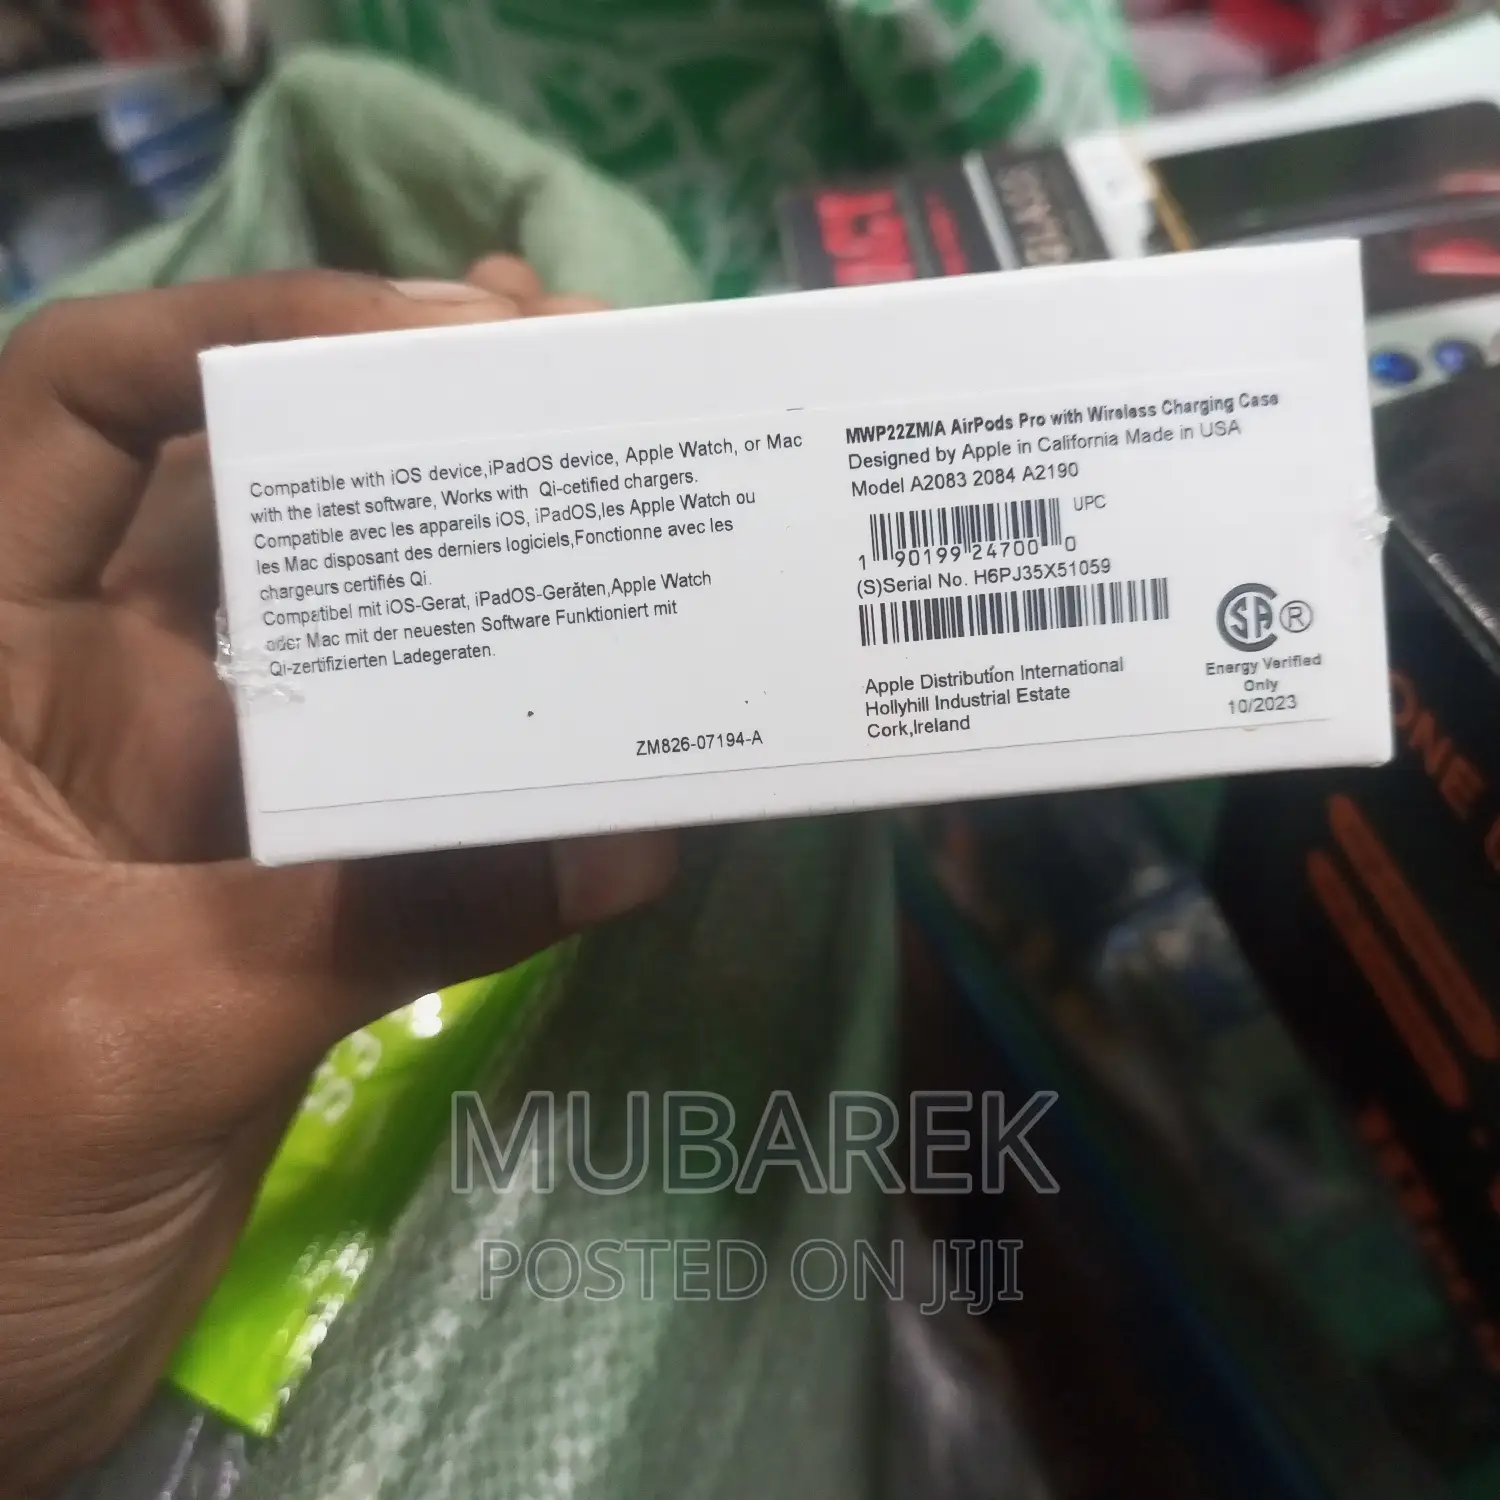 Compatible with iOS device,iPadOS device, Apple Watch, or Mac
with the latest software, Works with Qi-cetified chargers.
Compatible avec les appareils iOS, iPadOS,les Apple Watch ou
les Mac disposant des derniers logiciels,Fonctionne avec les
chargeurs certifiés Qi.
Compatibel mit iOS-Gerat, iPadOS-Geräten,Apple Watch
oder Mac mit der neuesten Software Funktioniert mit
Qi-zertifizierten Ladegeraten.
ZM826-07194-A
MWP22ZM/A AirPods Pro with Wireless Charging Case
Designed by Apple in California Made in USA
Model A2083 2084 A2190
UPC
1 90199 24700 0
(S)Serial No. H6PJ35X51059
Apple Distribution International
Hollyhill Industrial Estate
Cork,Ireland
SA ®
Energy Verified
Only
10/2023
MUBAREK
POSTED ON JIJI